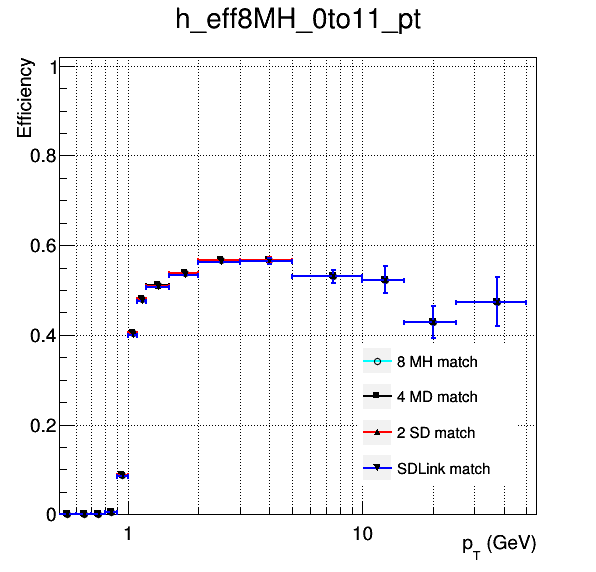 h_eff8MH_0to11_pt
Efficiency
1
0.8
0.6
0.4
0.2
0
8 MH match
4 MD match
2 SD match
SDLink match
1
10
p_T (GeV)